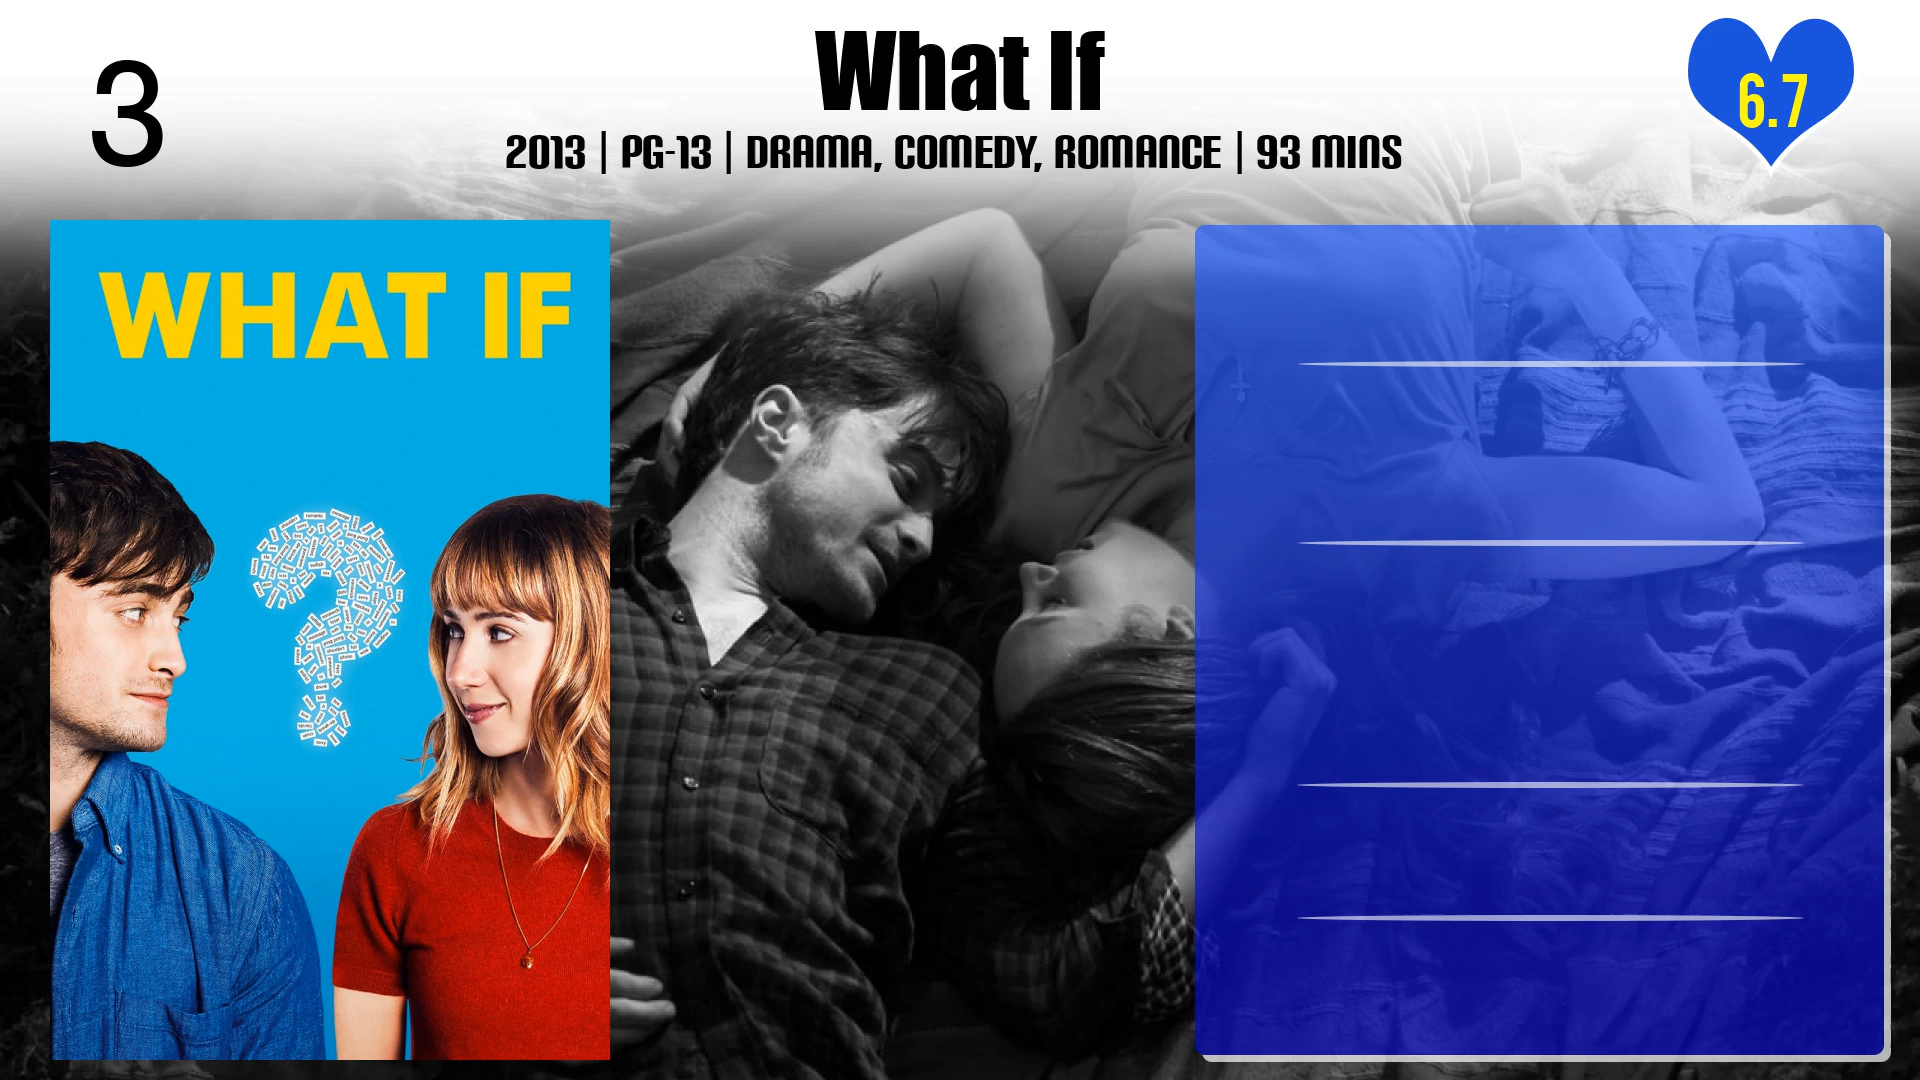 3
What If
6.7
2013 | PG-13 | DRAMA, COMEDY, ROMANCE | 93 MINS
WHAT IF